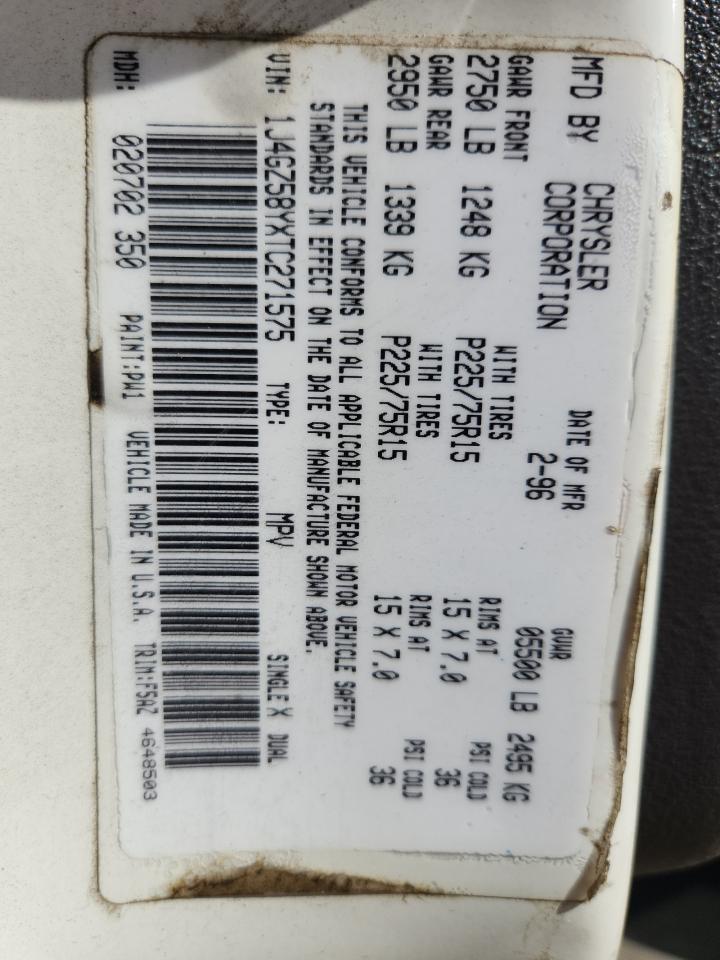 MFD BY CHRYSLER CORPORATION
DATE OF MFR 2-96
GVWR 05500 LB 2495 KG
GAWR FRONT WITH TIRES RIMS AT PSI COLD
2750 LB 1248 KG P225/75R15 15 X 7.0 36
GAWR REAR WITH TIRES RIMS AT PSI COLD
2950 LB 1339 KG P225/75R15 15 X 7.0 36
THIS VEHICLE CONFORMS TO ALL APPLICABLE FEDERAL MOTOR VEHICLE SAFETY
STANDARDS IN EFFECT ON THE DATE OF MANUFACTURE SHOWN ABOVE.
VIN: 1J4GZ58YXTC271575 TYPE: MPV SINGLE X DUAL
MDH: 020702 350 PAINT:PW1 VEHICLE MADE IN U.S.A. TRIM:F5AZ 4648503